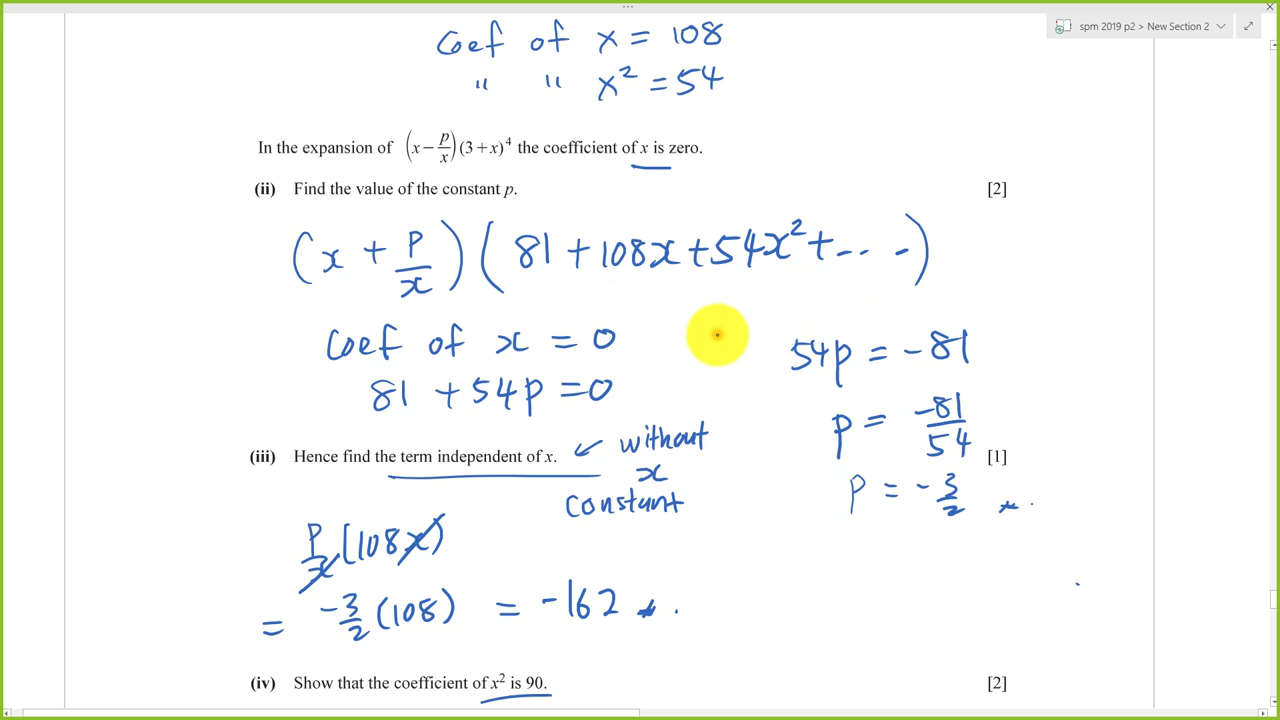 spm 2019 p2 > New Section 2
Coef of x = 108
" " x² = 54
In the expansion of (x − p/x)(3 + x)⁴ the coefficient of x is zero.
(ii) Find the value of the constant p. [2]
(x + p/x)(81 + 108x + 54x² + ....)
Coef of x = 0
81 + 54p = 0
54p = -81
p = -81/54
p = -3/2
(iii) Hence find the term independent of x. [1]
without
x
constant
p/x (108x)
= -3/2 (108) = -162
(iv) Show that the coefficient of x² is 90. [2]